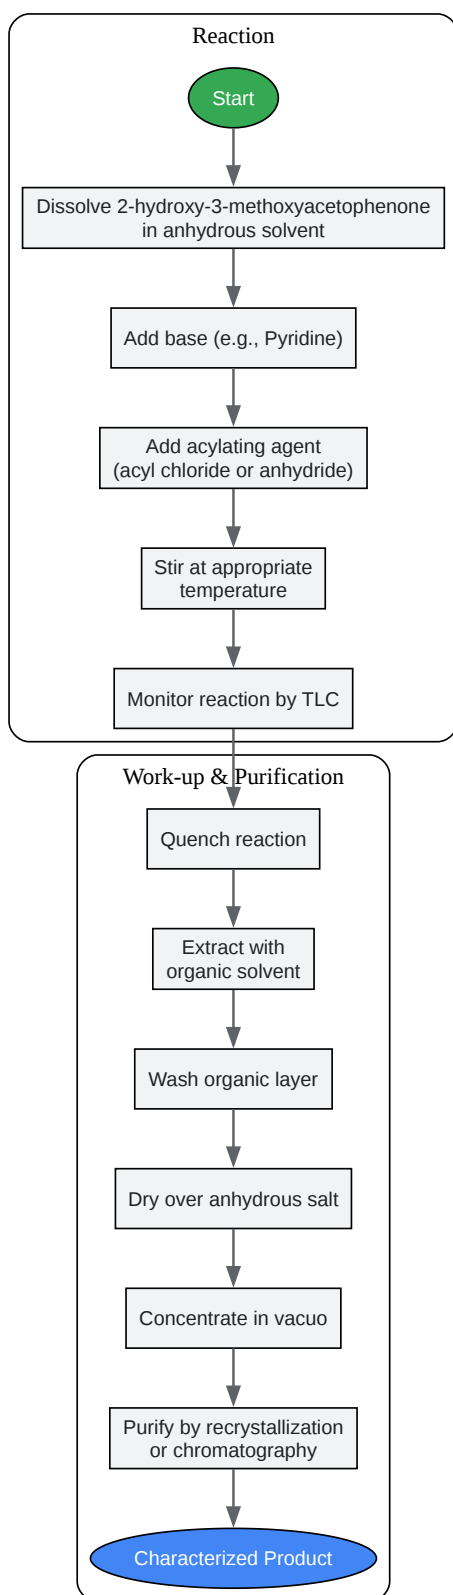 Reaction
Start
Dissolve 2-hydroxy-3-methoxyacetophenone
in anhydrous solvent
Add base (e.g., Pyridine)
Add acylating agent
(acyl chloride or anhydride)
Stir at appropriate
temperature
Monitor reaction by TLC
Work-up & Purification
Quench reaction
Extract with
organic solvent
Wash organic layer
Dry over anhydrous salt
Concentrate in vacuo
Purify by recrystallization
or chromatography
Characterized Product